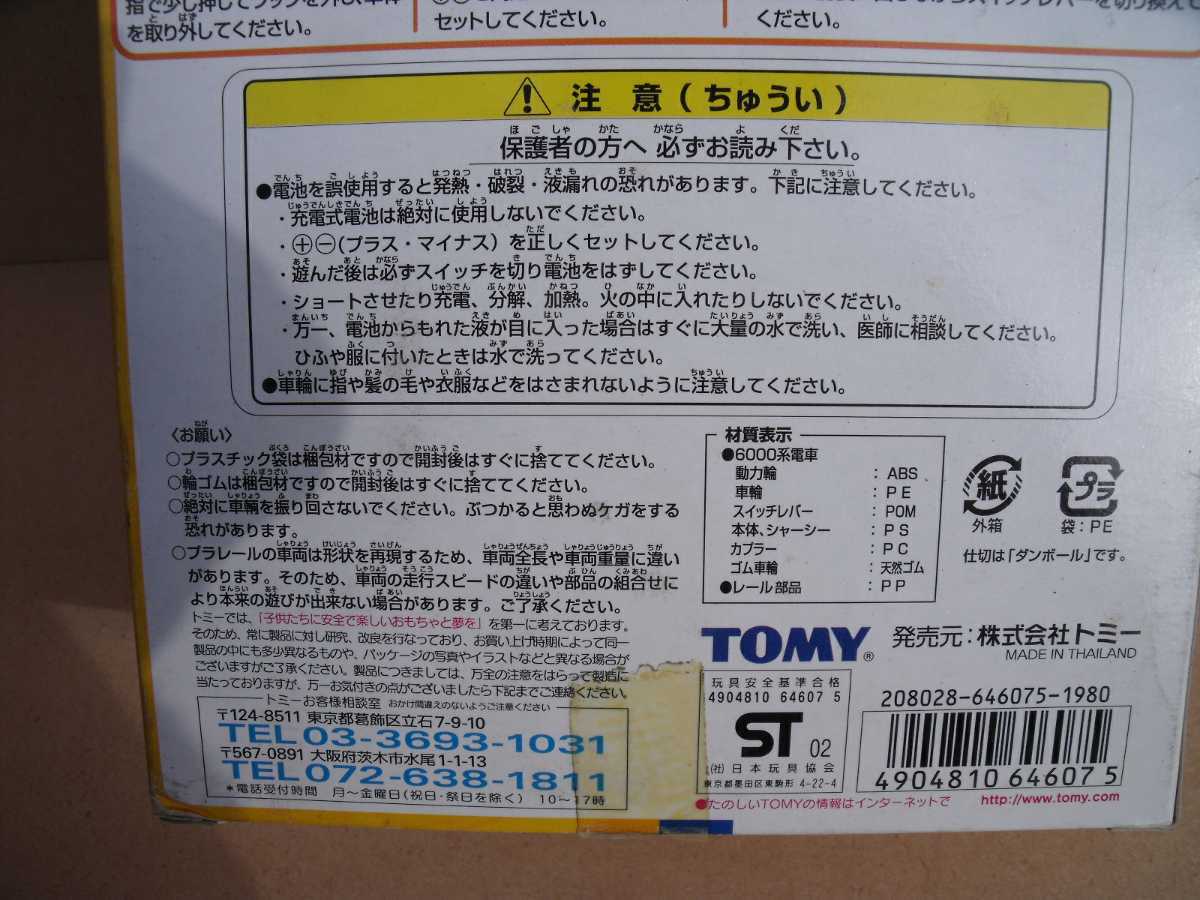 指で少し押して
を取り外してください。
セットしてください。
ください。
注 意(ちゅうい)
保護者の方へ 必ずお読み下さい。
●電池を誤使用すると発熱・破裂・液漏れの恐れがあります。下記に注意してください。
・充電式電池は絶対に使用しないでください。
・⊕⊖(プラス・マイナス)を正しくセットしてください。
・遊んだ後は必ずスイッチを切り電池をはずしてください。
・ショートさせたり充電、分解、加熱。火の中に入れたりしないでください。
・万一、電池からもれた液が目に入った場合はすぐに大量の水で洗い、医師に相談してください。
ひふや服に付いたときは水で洗ってください。
●車輪に指や髪の毛や衣服などをはさまれないように注意してください。
〈お願い〉
○プラスチック袋は梱包材ですので開封後はすぐに捨ててください。
○輪ゴムは梱包材ですので開封後はすぐに捨ててください。
○絶対に車輌を振り回さないでください。ぶつかると思わぬケガをする
恐れがあります。
○プラレールの車両は形状を再現するため、車両全長や車両重量に違い
があります。そのため、車両の走行スピードの違いや部品の組合せに
より本来の遊びが出来ない場合があります。ご了承ください。
トミーでは、「子供たちに安全で楽しいおもちゃと夢を」を第一に考えております。
そのため、常に製品に対し研究、改良を行なっており、お買い上げ時期によって同一
製品の中にも多少異なるものや、パッケージの写真やイラストなどと異なる場合が
ございますがご了承ください。製品につきましては、万全の注意をはらって製造に
当たっておりますが、万一お気付きの点がございましたら下記までご連絡ください。
トミーお客様相談室 おかけ間違えのないようご注意ください
〒124-8511 東京都葛飾区立石7-9-10
TEL03-3693-1031
〒567-0891 大阪府茨木市水尾1-1-13
TEL072-638-1811
*電話受付時間 月〜金曜日(祝日・祭日を除く) 10〜17時
材質表示
●6000系電車
動力輪 : ABS
車輪 : PE
スイッチレバー : POM
本体、シャーシー : PS
カプラー : PC
ゴム車輪 : 天然ゴム
●レール部品 : PP
紙
外箱
プラ
袋:PE
仕切は「ダンボール」です。
TOMY® 発売元:株式会社トミー
MADE IN THAILAND
玩具安全基準合格
4904810 64607 5
ST 02
(社)日本玩具協会
東京都墨田区東駒形 4-22-4
208028-646075-1980
4904810 646075
●たのしいTOMYの情報はインターネットで http://www.tomy.com